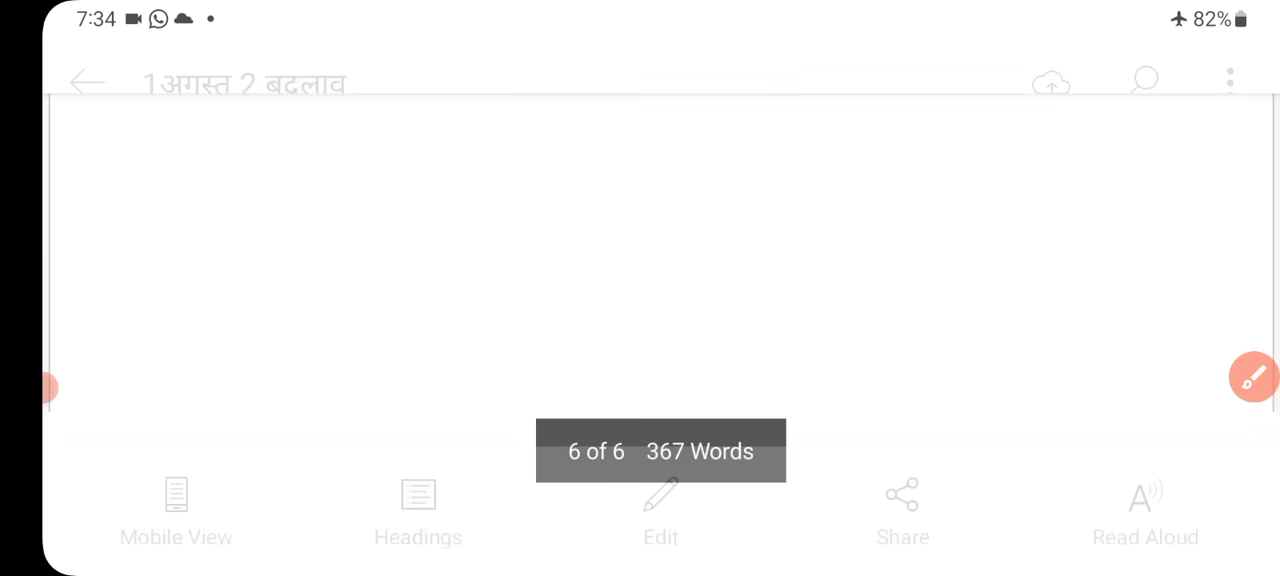 7:34
82%
1अगस्त 2 बदलाव
6 of 6 367 Words
Mobile View
Headings
Edit
Share
Read Aloud